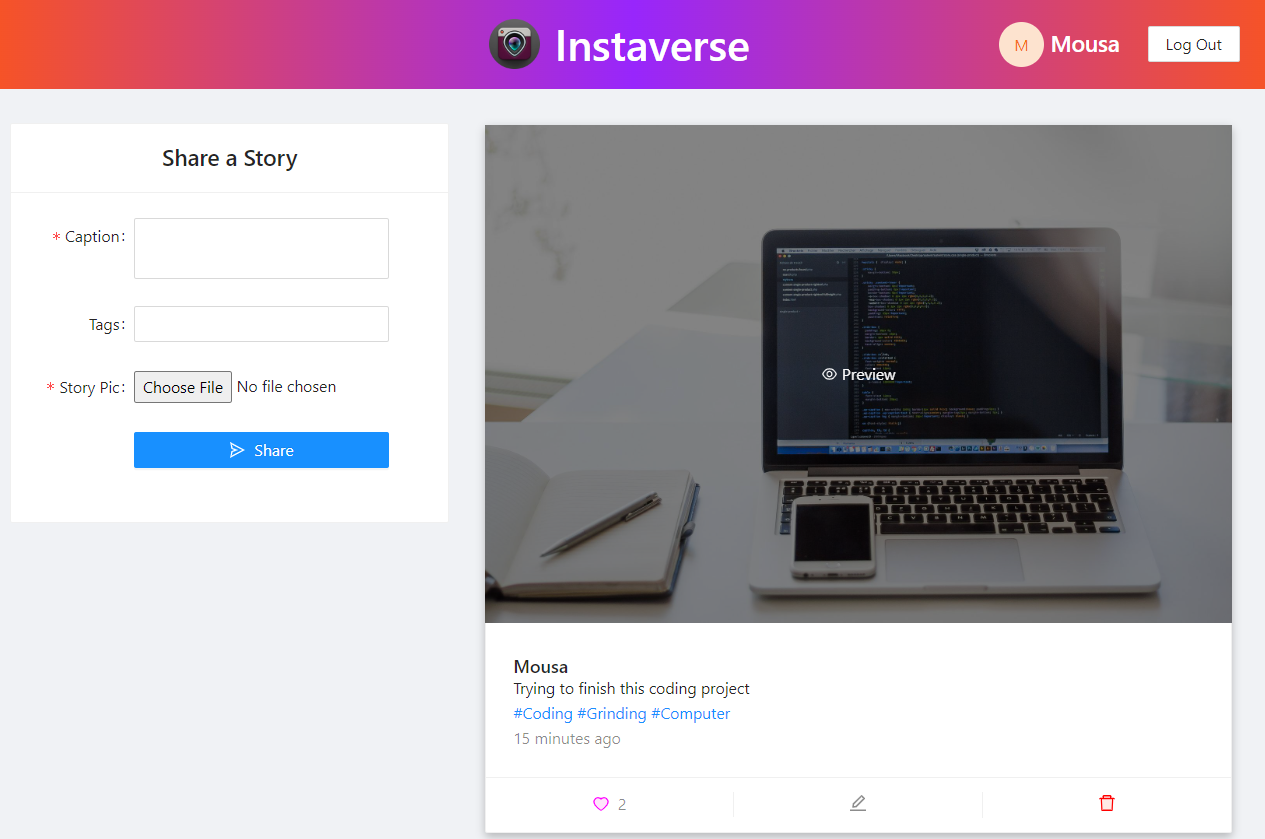 Instaverse
M Mousa
Log Out
Share a Story
* Caption:
Tags:
* Story Pic: Choose File No file chosen
Share
Preview
Mousa
Trying to finish this coding project
#Coding #Grinding #Computer
15 minutes ago
2